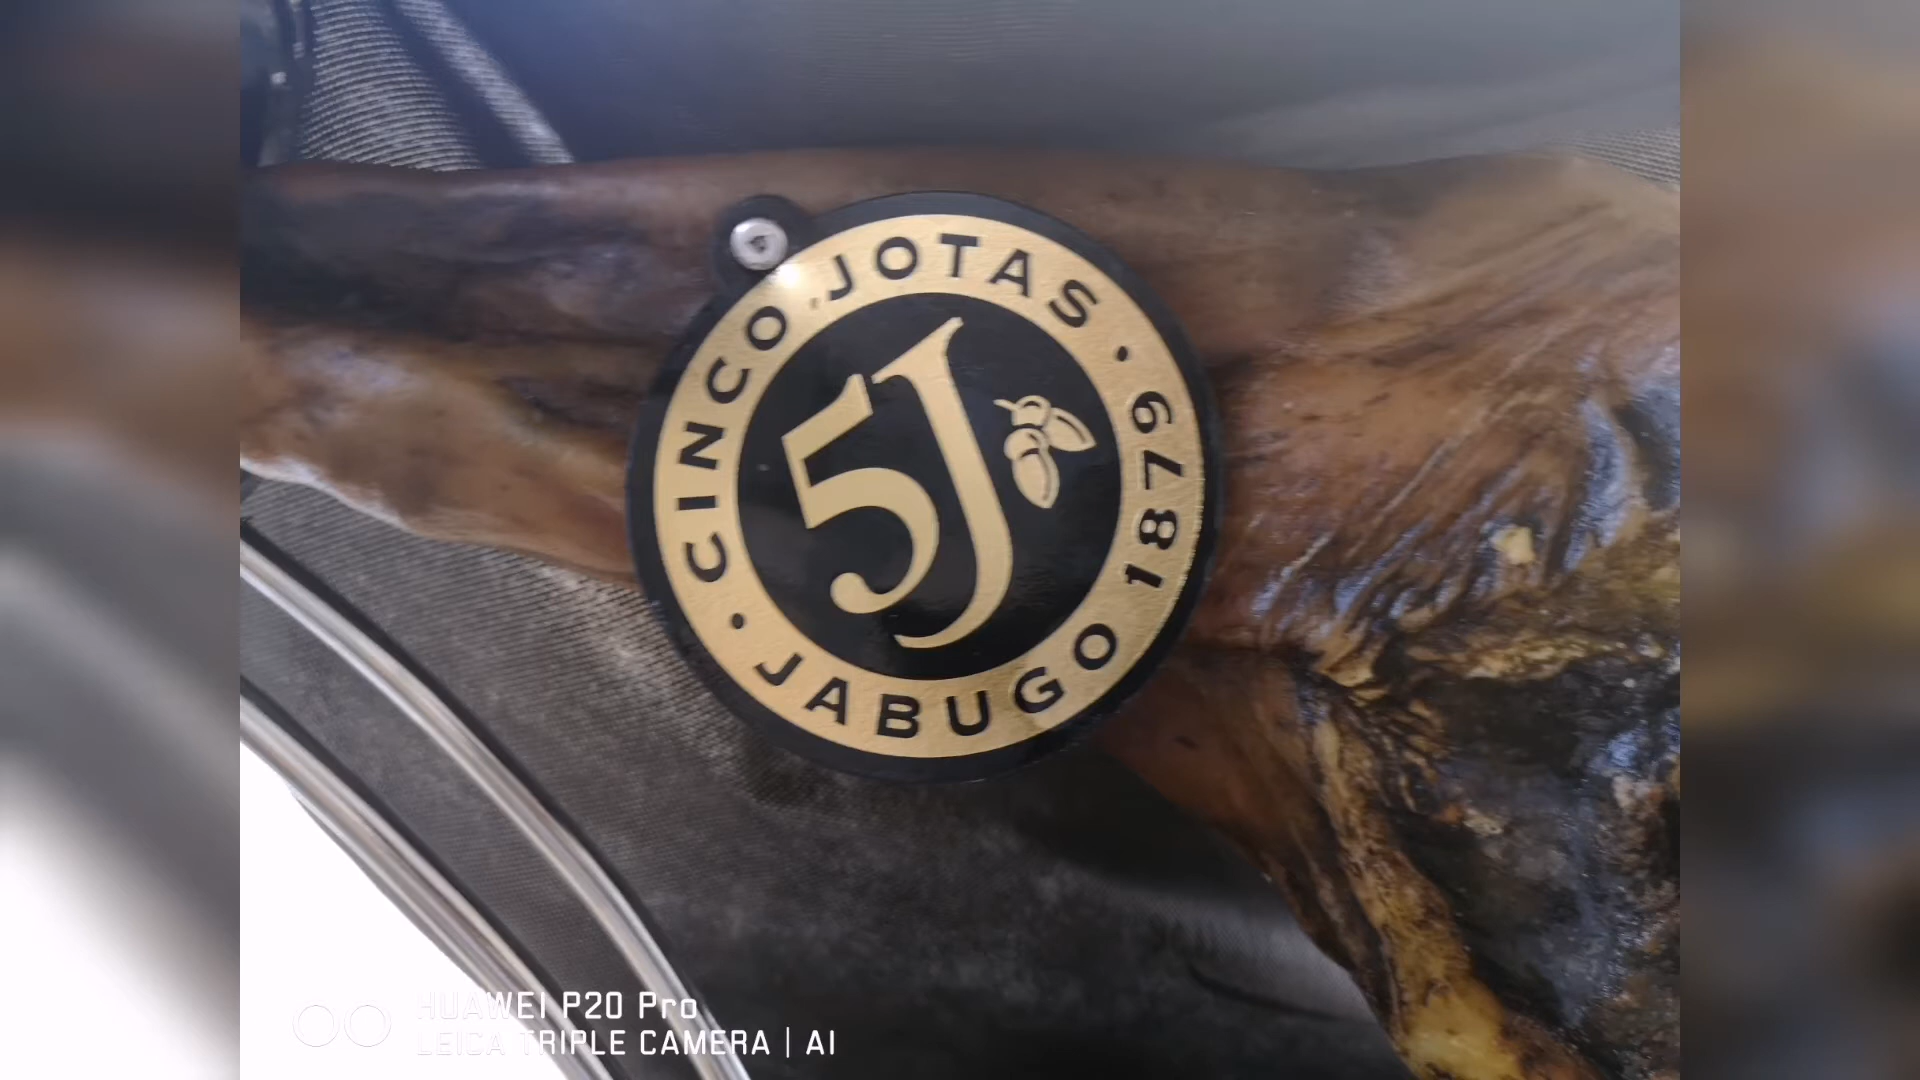 CINCO JOTAS · 1879
· JABUGO
5J
HUAWEI P20 Pro
LEICA TRIPLE CAMERA | AI